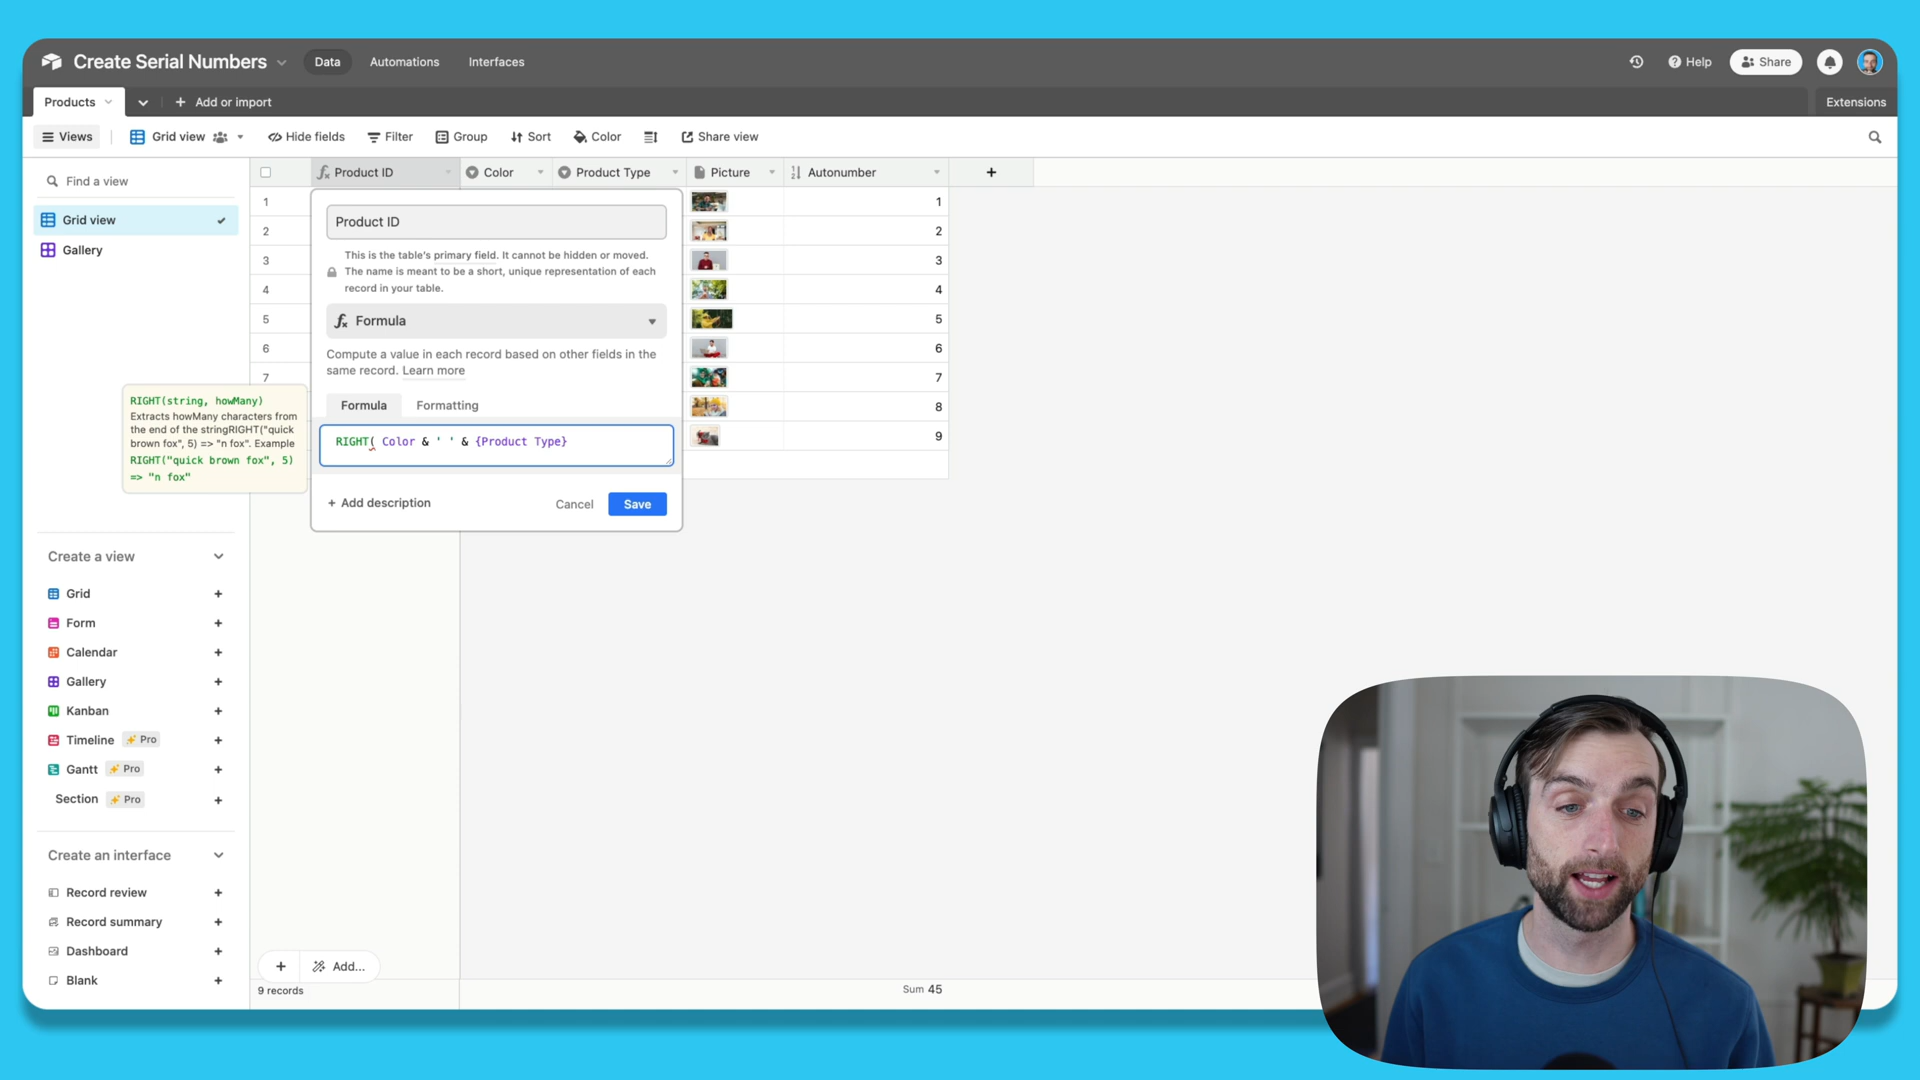 Create Serial Numbers
Data
Automations
Interfaces
Help
Share
Products
Add or import
Extensions
Views
Grid view
Hide fields
Filter
Group
Sort
Color
Share view
Find a view
Grid view
Gallery
Product ID
Color
Product Type
Picture
Autonumber
1
2
3
4
5
6
7
1
2
3
4
5
6
7
8
9
Product ID
This is the table's primary field. It cannot be hidden or moved.
The name is meant to be a short, unique representation of each
record in your table.
Formula
Compute a value in each record based on other fields in the
same record. Learn more
Formula
Formatting
RIGHT( Color & ' ' & {Product Type}
+ Add description
Cancel
Save
RIGHT(string, howMany)
Extracts howMany characters from
the end of the stringRIGHT("quick
brown fox", 5) => "n fox". Example
RIGHT("quick brown fox", 5)
=> "n fox"
Create a view
Grid
Form
Calendar
Gallery
Kanban
Timeline Pro
Gantt Pro
Section Pro
Create an interface
Record review
Record summary
Dashboard
Blank
Add...
9 records
Sum 45